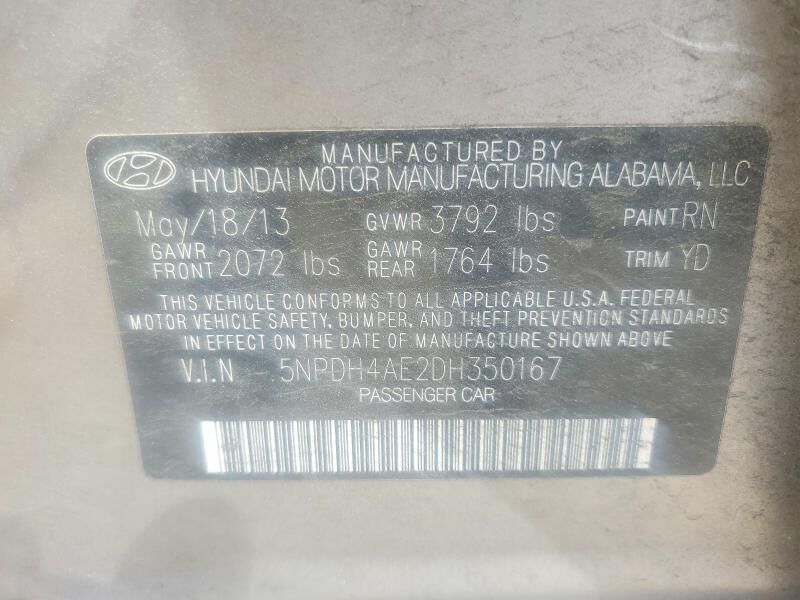 MANUFACTURED BY
HYUNDAI MOTOR MANUFACTURING ALABAMA, LLC
May/18/13 GVWR 3792 lbs PAINT RN
GAWR FRONT 2072 lbs GAWR REAR 1764 lbs TRIM YD
THIS VEHICLE CONFORMS TO ALL APPLICABLE U.S.A. FEDERAL
MOTOR VEHICLE SAFETY, BUMPER, AND THEFT PREVENTION STANDARDS
IN EFFECT ON THE DATE OF MANUFACTURE SHOWN ABOVE.
V.I.N 5NPDH4AE2DH350167
PASSENGER CAR